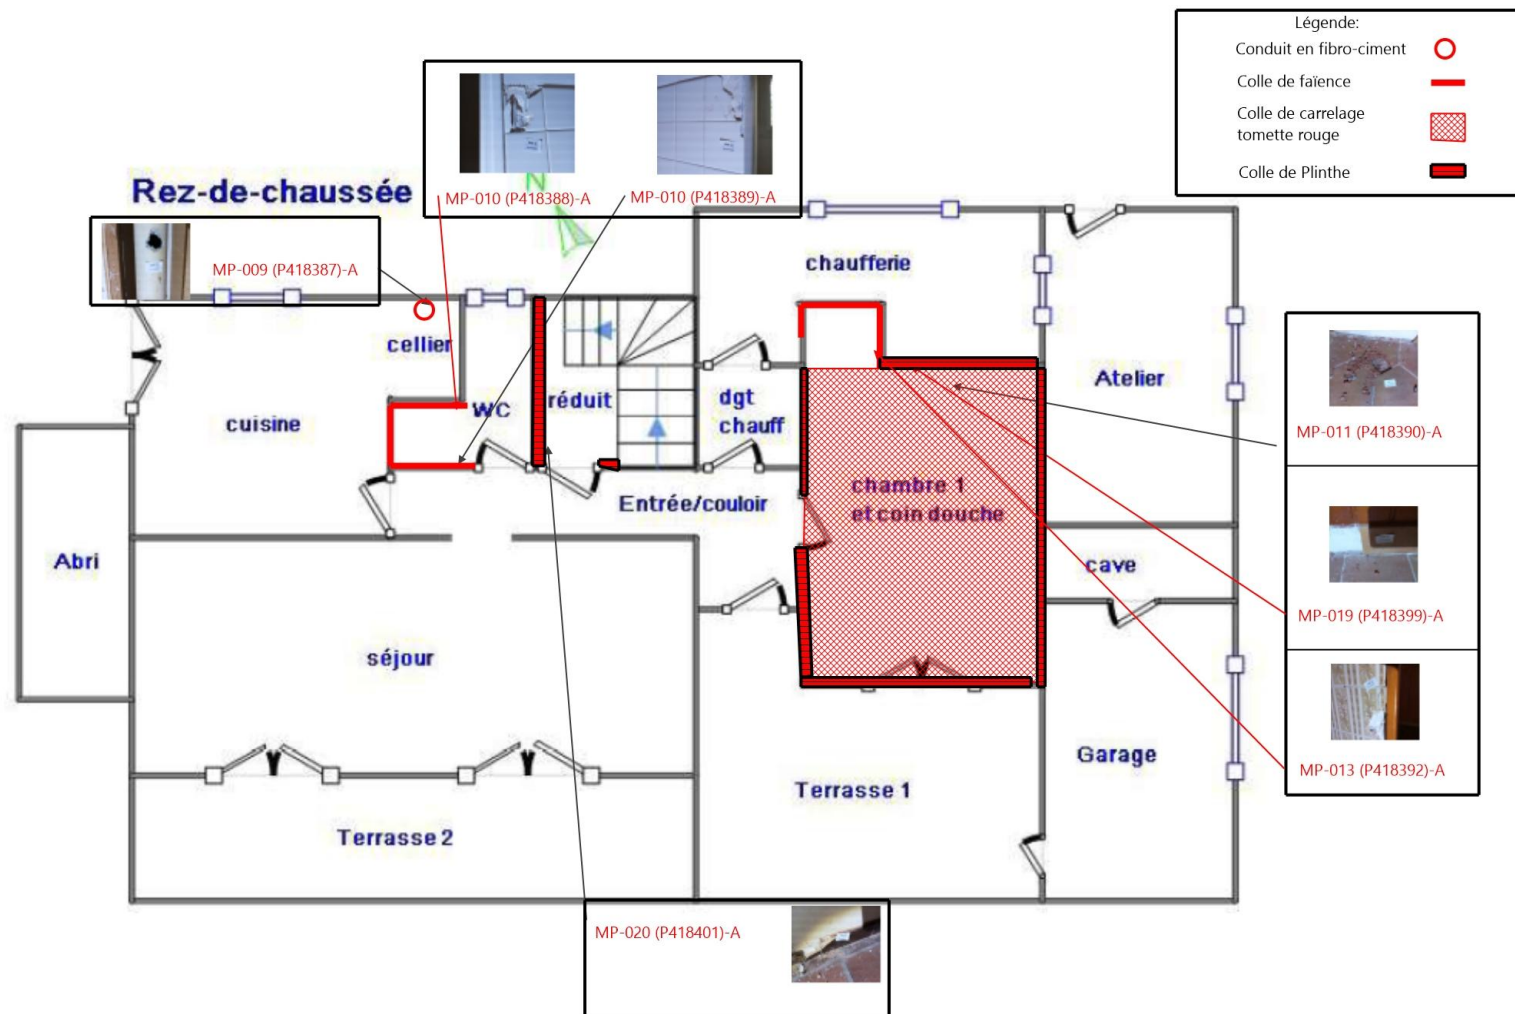 Légende:
Conduit en fibro-ciment
Colle de faïence
Colle de carrelage
tomette rouge
Colle de Plinthe
Rez-de-chaussée
N
MP-010 (P418388)-A
MP-010 (P418389)-A
MP-009 (P418387)-A
chaufferie
cellier
WC
réduit
dgt
chauff
Atelier
cuisine
MP-011 (P418390)-A
chambre 1
et coin douche
Entrée/couloir
Abri
cave
MP-019 (P418399)-A
séjour
Garage
MP-013 (P418392)-A
Terrasse 1
Terrasse 2
MP-020 (P418401)-A